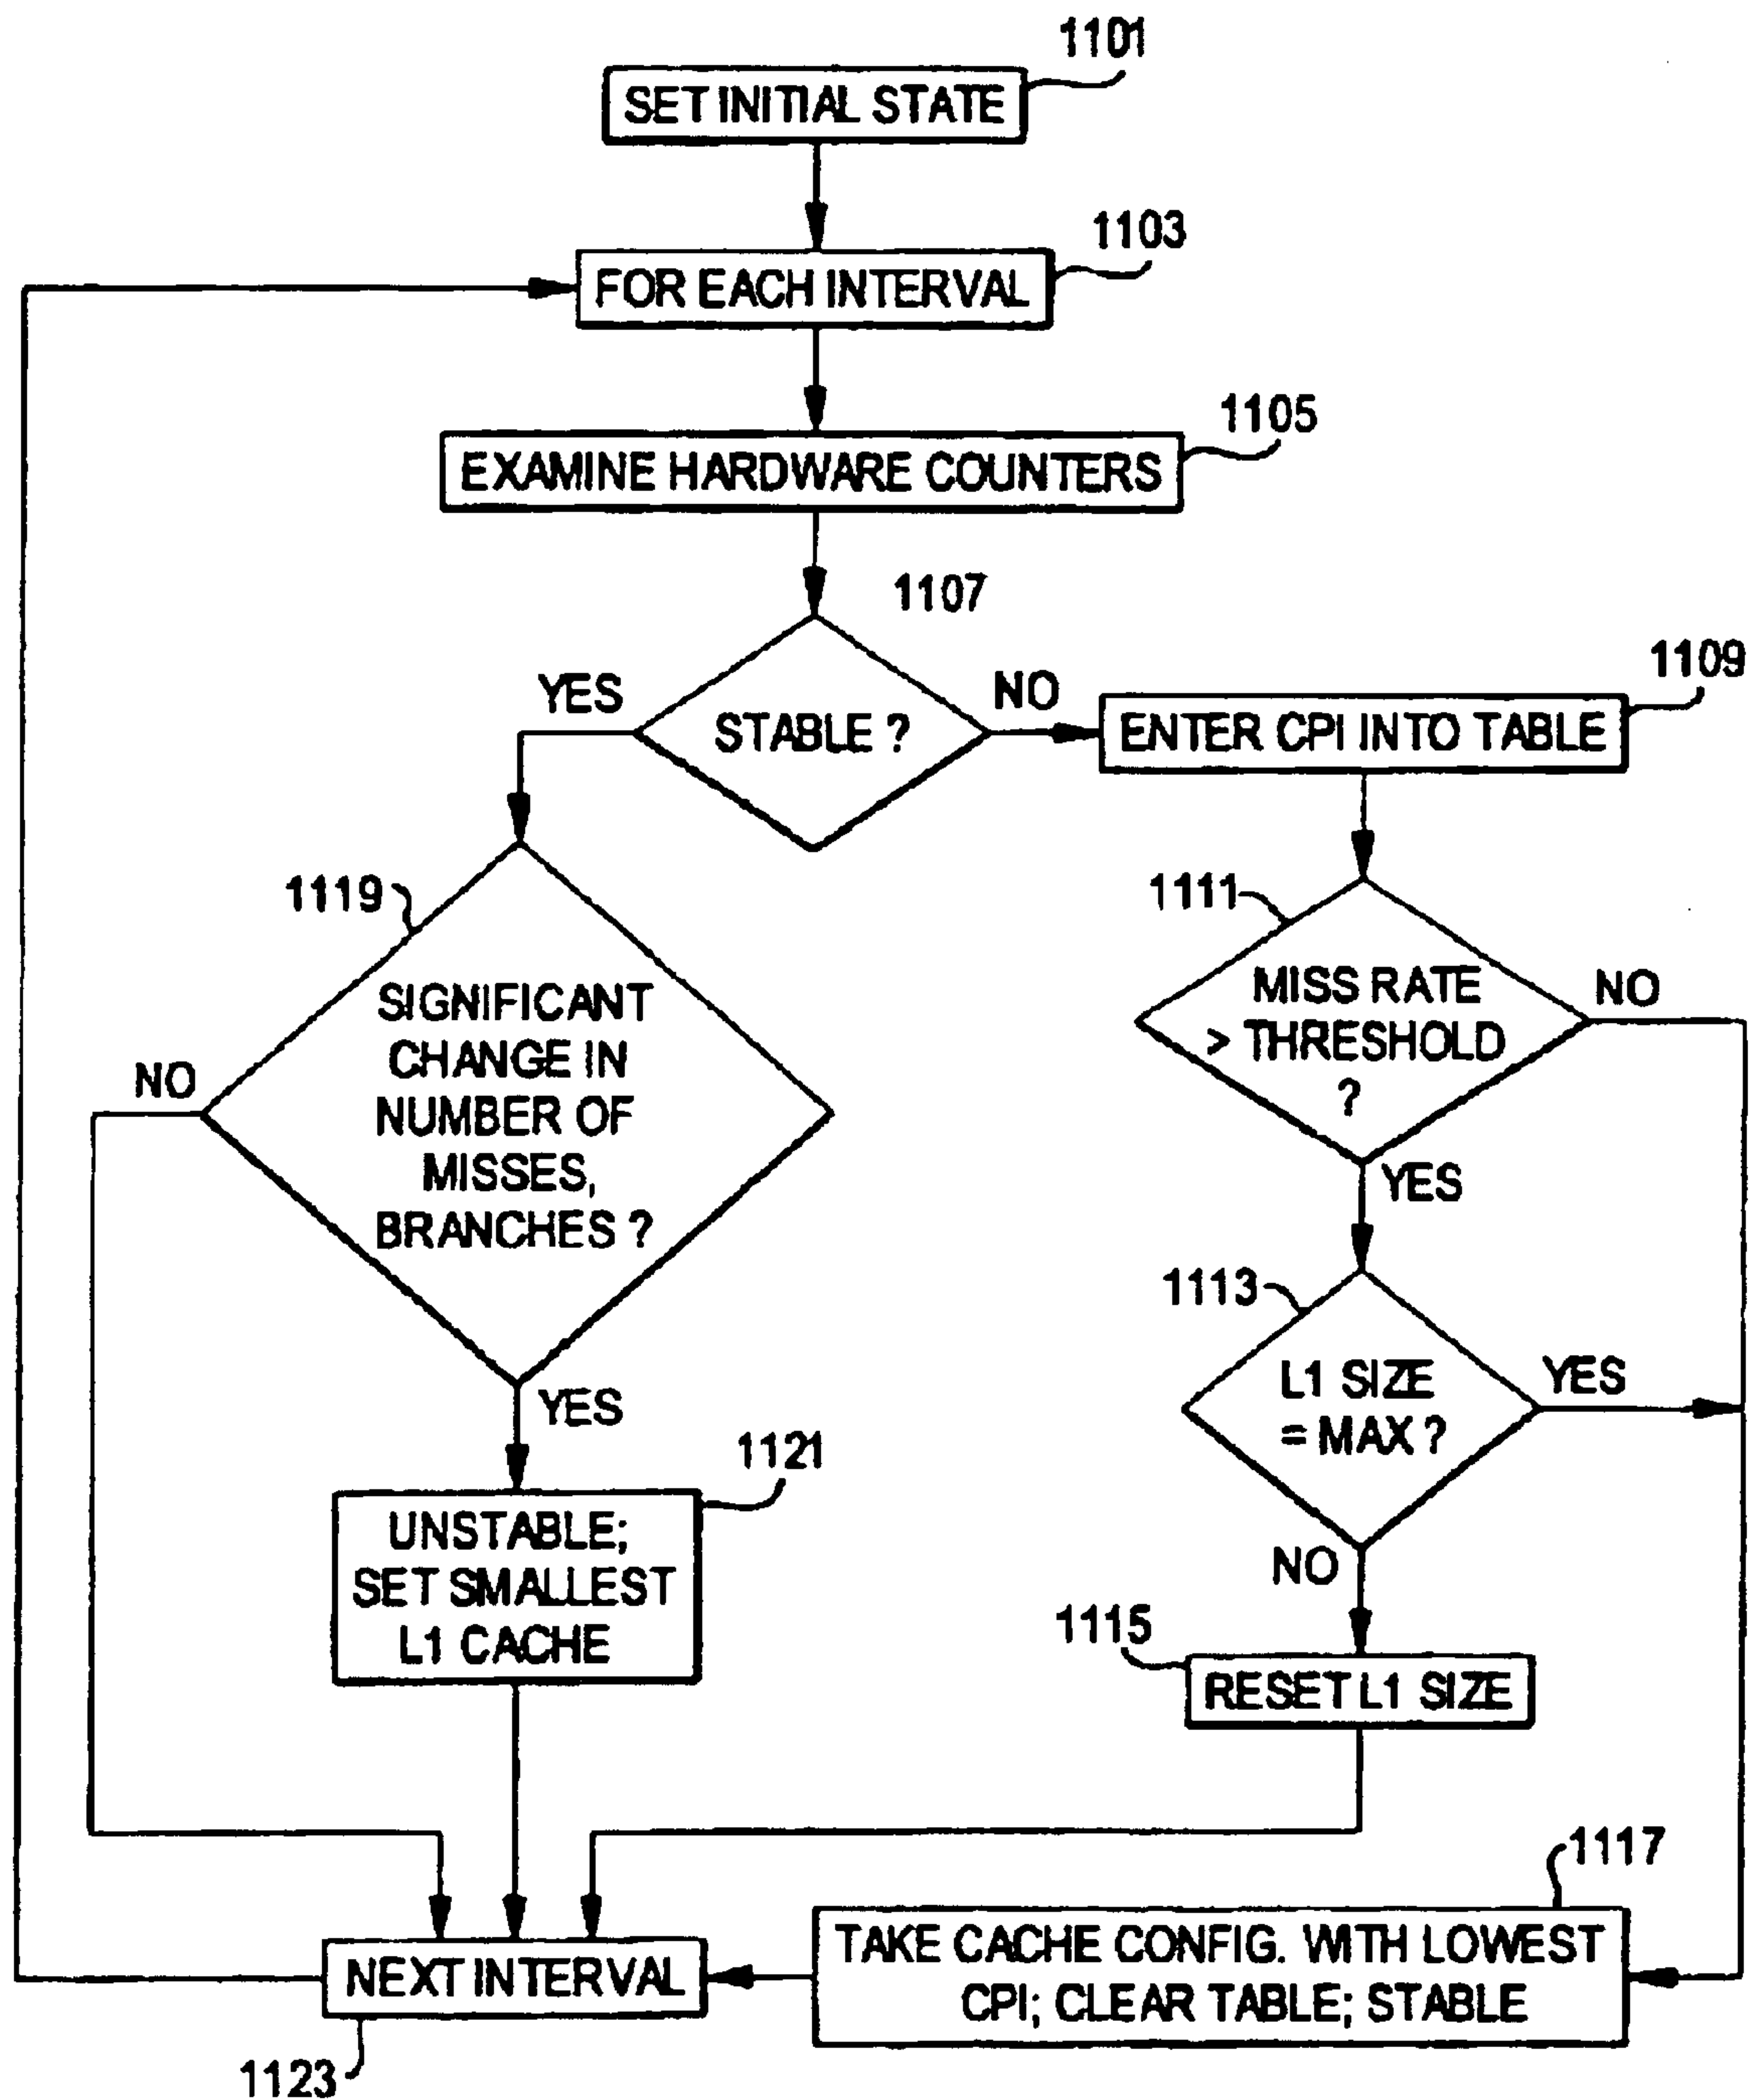 1101
SET INITIAL STATE
1103
FOR EACH INTERVAL
1105
EXAMINE HARDWARE COUNTERS
1107
YES
STABLE ?
NO
1109
ENTER CPI INTO TABLE
1119
SIGNIFICANT
CHANGE IN
NUMBER OF
MISSES,
BRANCHES ?
NO
YES
1111
MISS RATE
> THRESHOLD
?
NO
YES
1113
L1 SIZE
= MAX ?
YES
NO
1121
UNSTABLE;
SET SMALLEST
L1 CACHE
1115
RESET L1 SIZE
1117
TAKE CACHE CONFIG. WITH LOWEST
CPI; CLEAR TABLE; STABLE
NEXT INTERVAL
1123